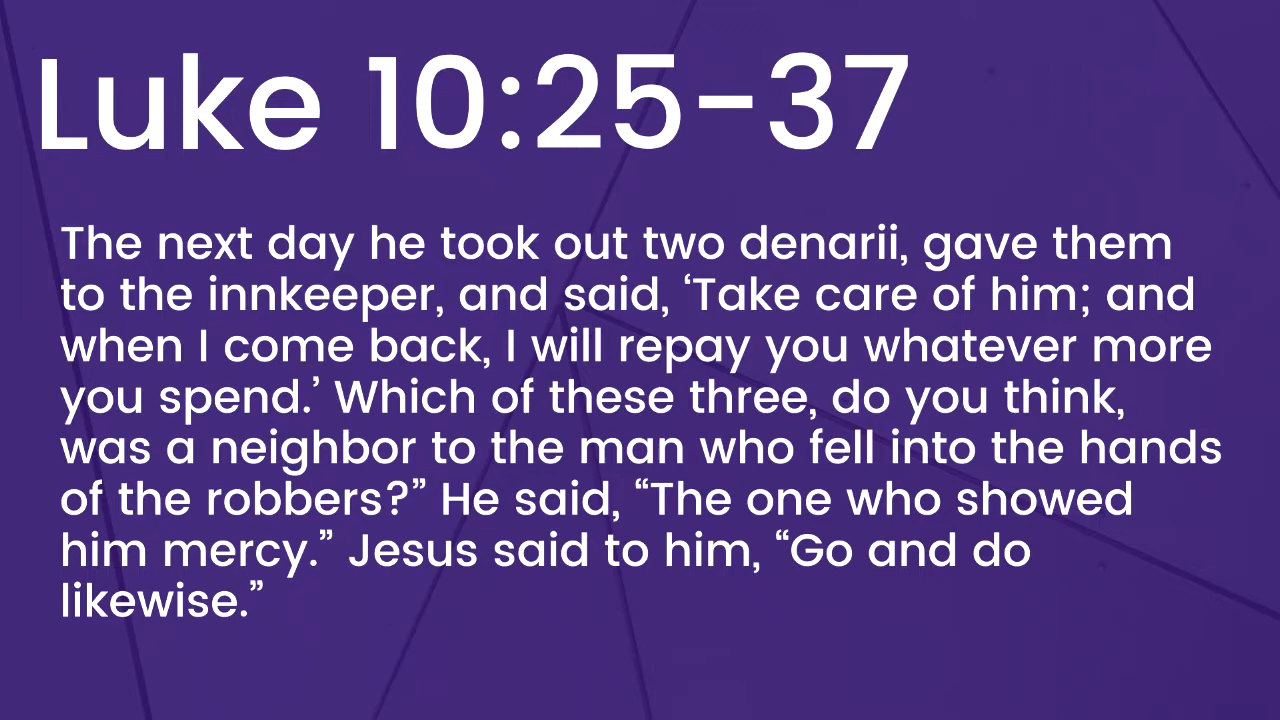 Luke 10:25-37
The next day he took out two denarii, gave them
to the innkeeper, and said, ‘Take care of him; and
when I come back, I will repay you whatever more
you spend.’ Which of these three, do you think,
was a neighbor to the man who fell into the hands
of the robbers?” He said, “The one who showed
him mercy.” Jesus said to him, “Go and do
likewise.”